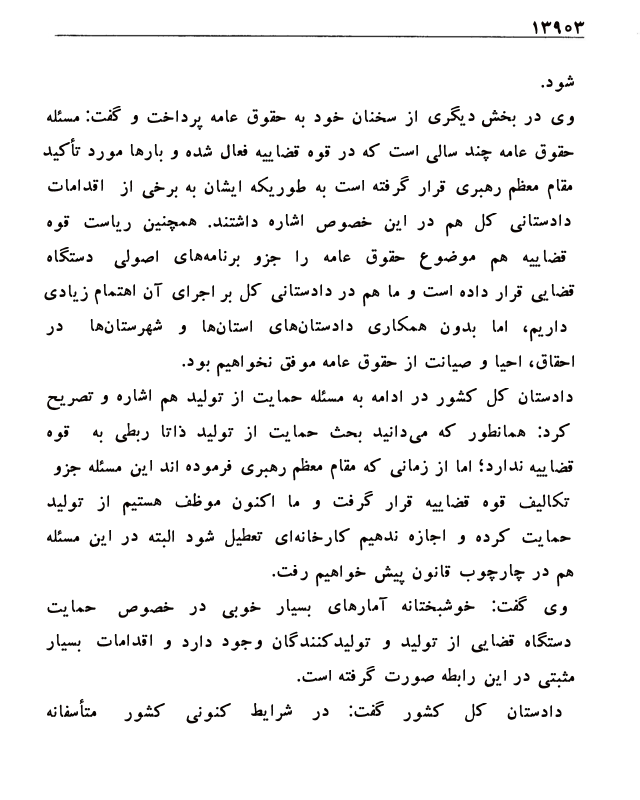 ۱۳۹۰۳
شود.
وی در بخش دیگری از سخنان خود به حقوق عامه پرداخت و گفت: مسئله
حقوق عامه چند سالی است که در قوه قضاییه فعال شده و بارها مورد تأکید
مقام معظم رهبری قرار گرفته است به طوریکه ایشان به برخی از اقدامات
دادستانی کل هم در این خصوص اشاره داشتند. همچنین ریاست قوه
قضاییه هم موضوع حقوق عامه را جزو برنامه‌های اصولی دستگاه
قضایی قرار داده است و ما هم در دادستانی کل بر اجرای آن اهتمام زیادی
داریم، اما بدون همکاری دادستان‌های استان‌ها و شهرستان‌ها در
احقاق، احیا و صیانت از حقوق عامه موفق نخواهیم بود.
دادستان کل کشور در ادامه به مسئله حمایت از تولید هم اشاره و تصریح
کرد: همانطور که می‌دانید بحث حمایت از تولید ذاتا ربطی به قوه
قضاییه ندارد؛ اما از زمانی که مقام معظم رهبری فرموده اند این مسئله جزو
تکالیف قوه قضاییه قرار گرفت و ما اکنون موظف هستیم از تولید
حمایت کرده و اجازه ندهیم کارخانه‌ای تعطیل شود البته در این مسئله
هم در چارچوب قانون پیش خواهیم رفت.
وی گفت: خوشبختانه آمارهای بسیار خوبی در خصوص حمایت
دستگاه قضایی از تولید و تولیدکنندگان وجود دارد و اقدامات بسیار
مثبتی در این رابطه صورت گرفته است.
دادستان کل کشور گفت: در شرایط کنونی کشور متأسفانه